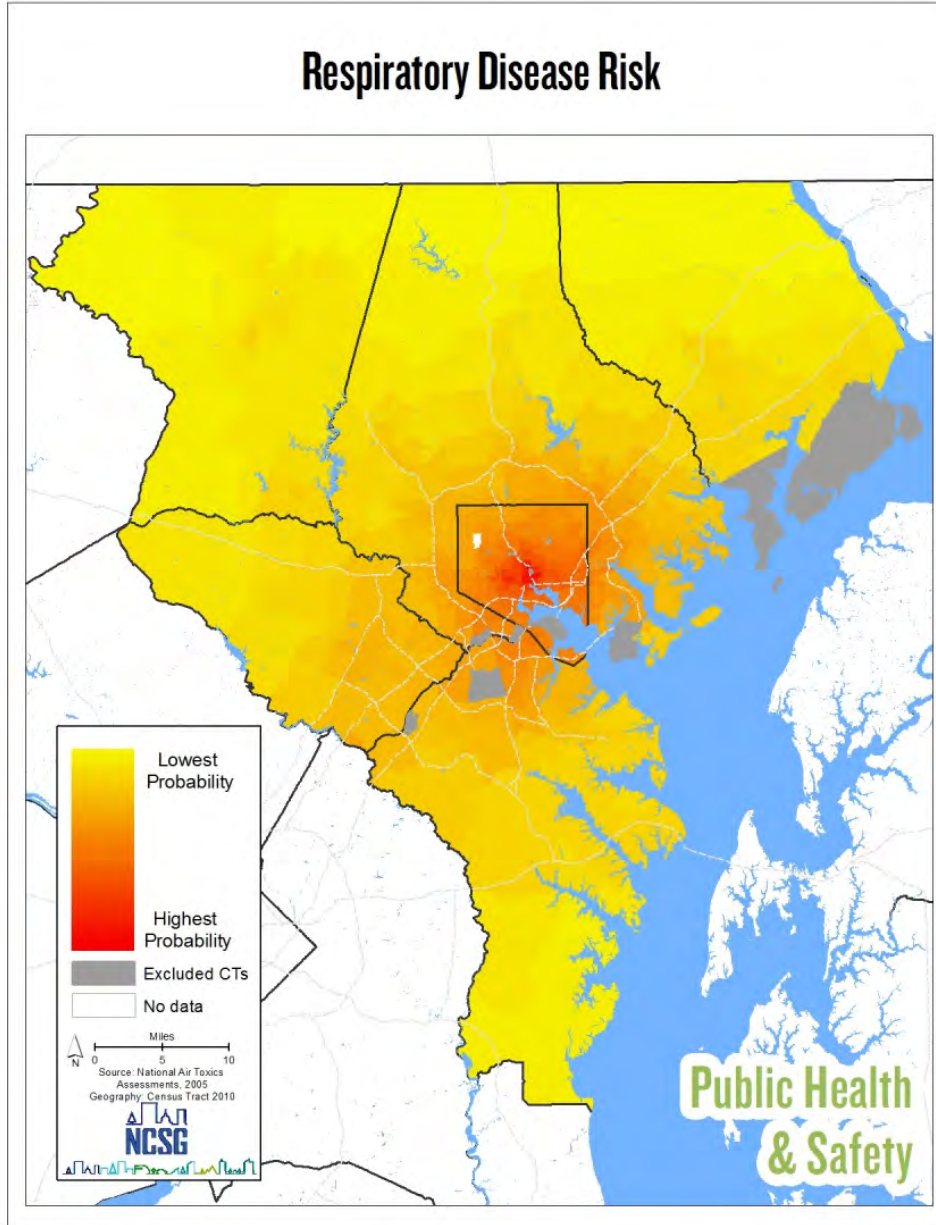 Respiratory Disease Risk
Lowest
Probability
Highest
Probability
Excluded CTs
No data
Miles
N
0 5 10
Source: National Air Toxics
Assessments, 2005
Geography: Census Tract 2010
NCSG
Public Health
& Safety